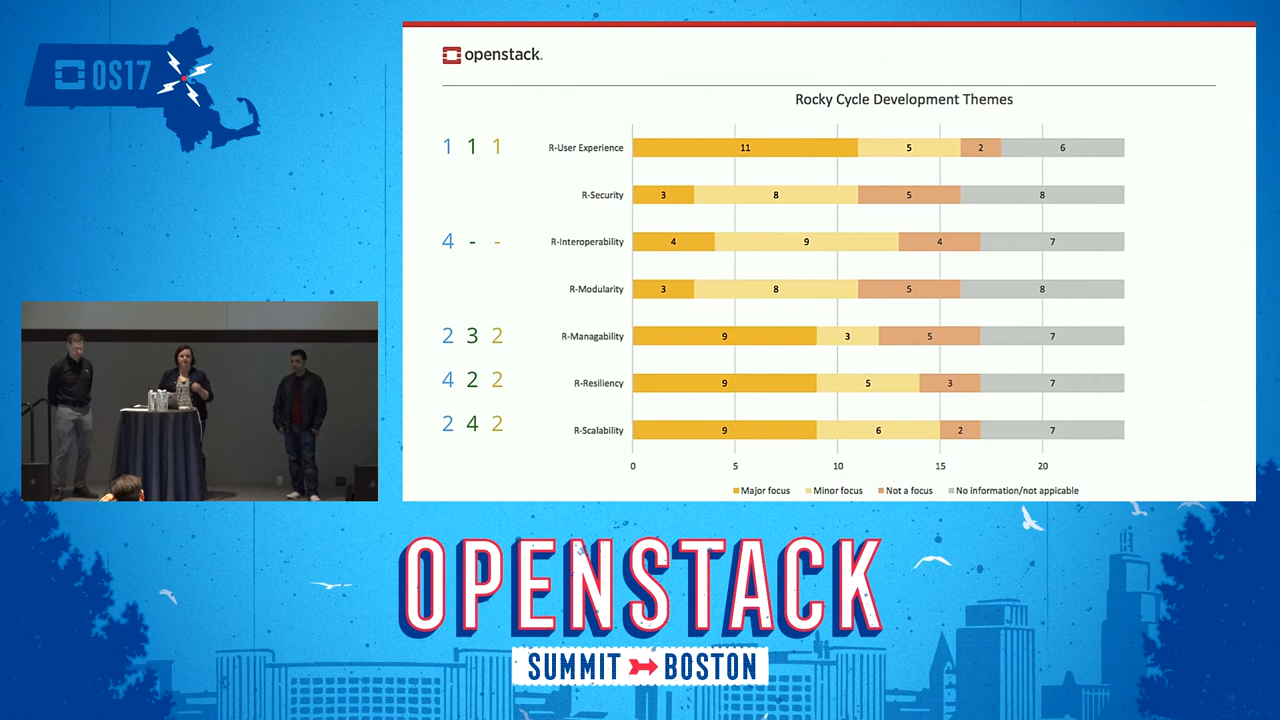 OS17
openstack.
Rocky Cycle Development Themes
1 1 1 R-User Experience 11 5 2 6
R-Security 3 8 5 8
4 - - R-Interoperability 4 9 4 7
R-Modularity 3 8 5 8
2 3 2 R-Managability 9 3 5 7
4 2 2 R-Resiliency 9 5 3 7
2 4 2 R-Scalability 9 6 2 7
0 5 10 15 20
Major focus Minor focus Not a focus No information/not appicable
OPENSTACK
SUMMIT BOSTON